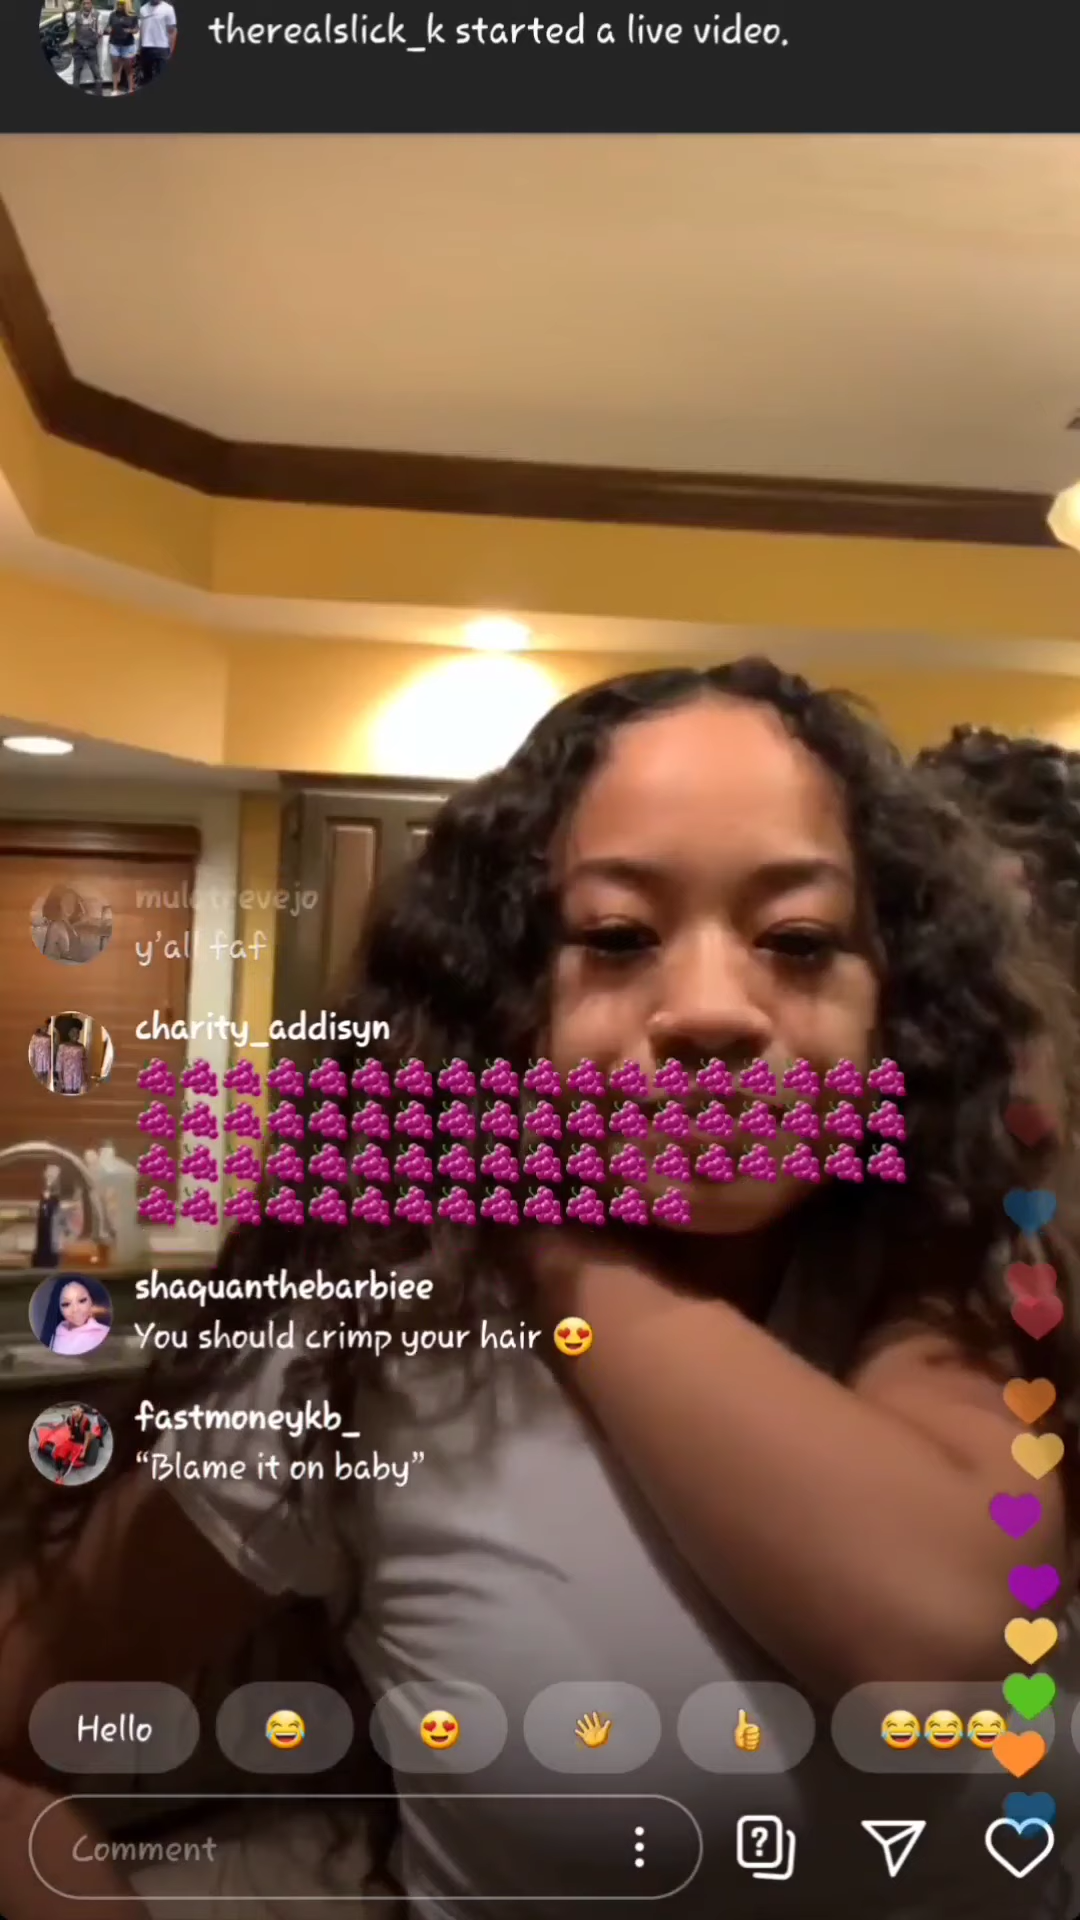 therealslick_k started a live video.
y'all faf
charity_addisyn
🍇🍇🍇🍇🍇🍇🍇🍇🍇🍇🍇🍇🍇🍇🍇🍇🍇🍇
🍇🍇🍇🍇🍇🍇🍇🍇🍇🍇🍇🍇🍇🍇🍇🍇🍇🍇
🍇🍇🍇🍇🍇🍇🍇🍇🍇🍇🍇🍇🍇🍇🍇🍇🍇🍇
🍇🍇🍇🍇🍇🍇🍇🍇🍇🍇🍇🍇🍇
shaquanthebarbiee
You should crimp your hair 😍
fastmoneykb_
“Blame it on baby”
Hello 😂 😍 👋 👍 😂😂😂
Comment